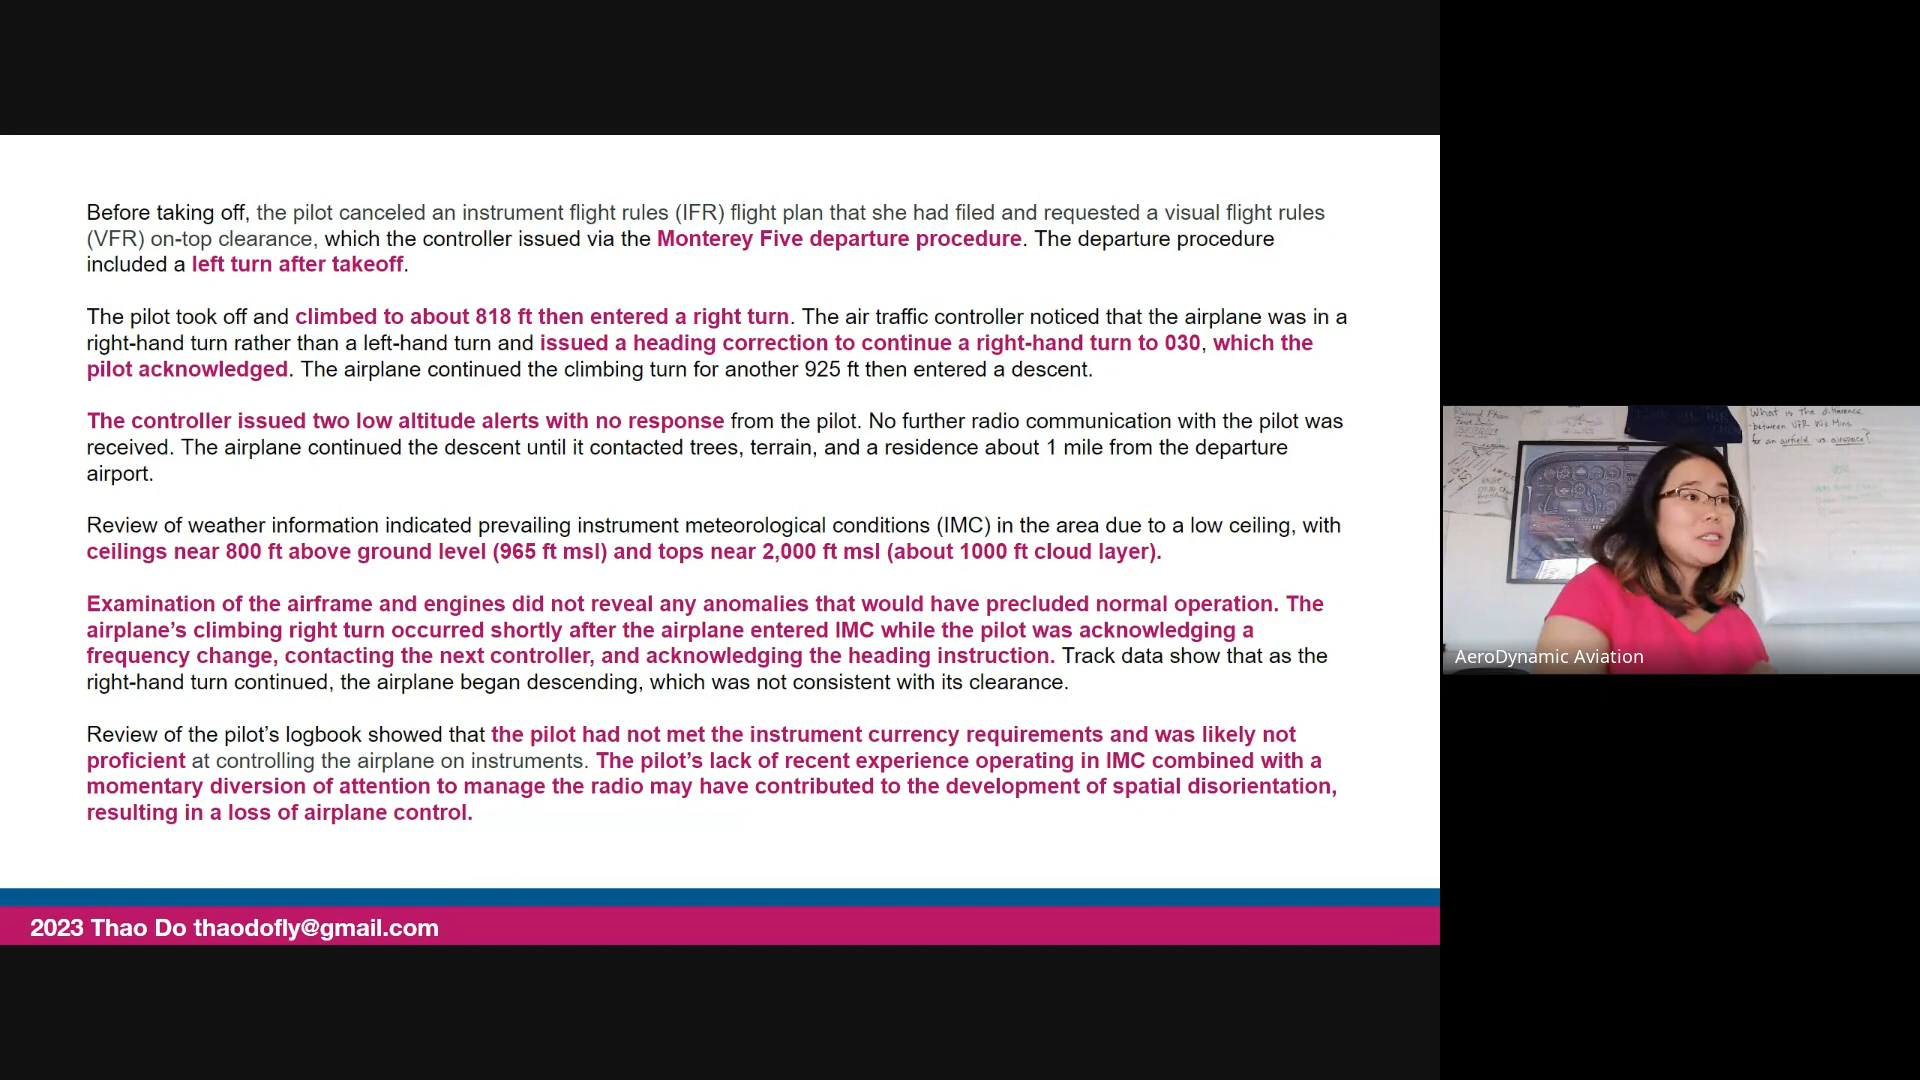 Before taking off, the pilot canceled an instrument flight rules (IFR) flight plan that she had filed and requested a visual flight rules
(VFR) on-top clearance, which the controller issued via the Monterey Five departure procedure. The departure procedure
included a left turn after takeoff.
The pilot took off and climbed to about 818 ft then entered a right turn. The air traffic controller noticed that the airplane was in a
right-hand turn rather than a left-hand turn and issued a heading correction to continue a right-hand turn to 030, which the
pilot acknowledged. The airplane continued the climbing turn for another 925 ft then entered a descent.
The controller issued two low altitude alerts with no response from the pilot. No further radio communication with the pilot was
received. The airplane continued the descent until it contacted trees, terrain, and a residence about 1 mile from the departure
airport.
Review of weather information indicated prevailing instrument meteorological conditions (IMC) in the area due to a low ceiling, with
ceilings near 800 ft above ground level (965 ft msl) and tops near 2,000 ft msl (about 1000 ft cloud layer).
Examination of the airframe and engines did not reveal any anomalies that would have precluded normal operation. The
airplane’s climbing right turn occurred shortly after the airplane entered IMC while the pilot was acknowledging a
frequency change, contacting the next controller, and acknowledging the heading instruction. Track data show that as the
right-hand turn continued, the airplane began descending, which was not consistent with its clearance.
Review of the pilot’s logbook showed that the pilot had not met the instrument currency requirements and was likely not
proficient at controlling the airplane on instruments. The pilot’s lack of recent experience operating in IMC combined with a
momentary diversion of attention to manage the radio may have contributed to the development of spatial disorientation,
resulting in a loss of airplane control.
2023 Thao Do thaodofly@gmail.com
What is the difference
between VFR Wx Mins
for an airfield vs airspace?
AeroDynamic Aviation